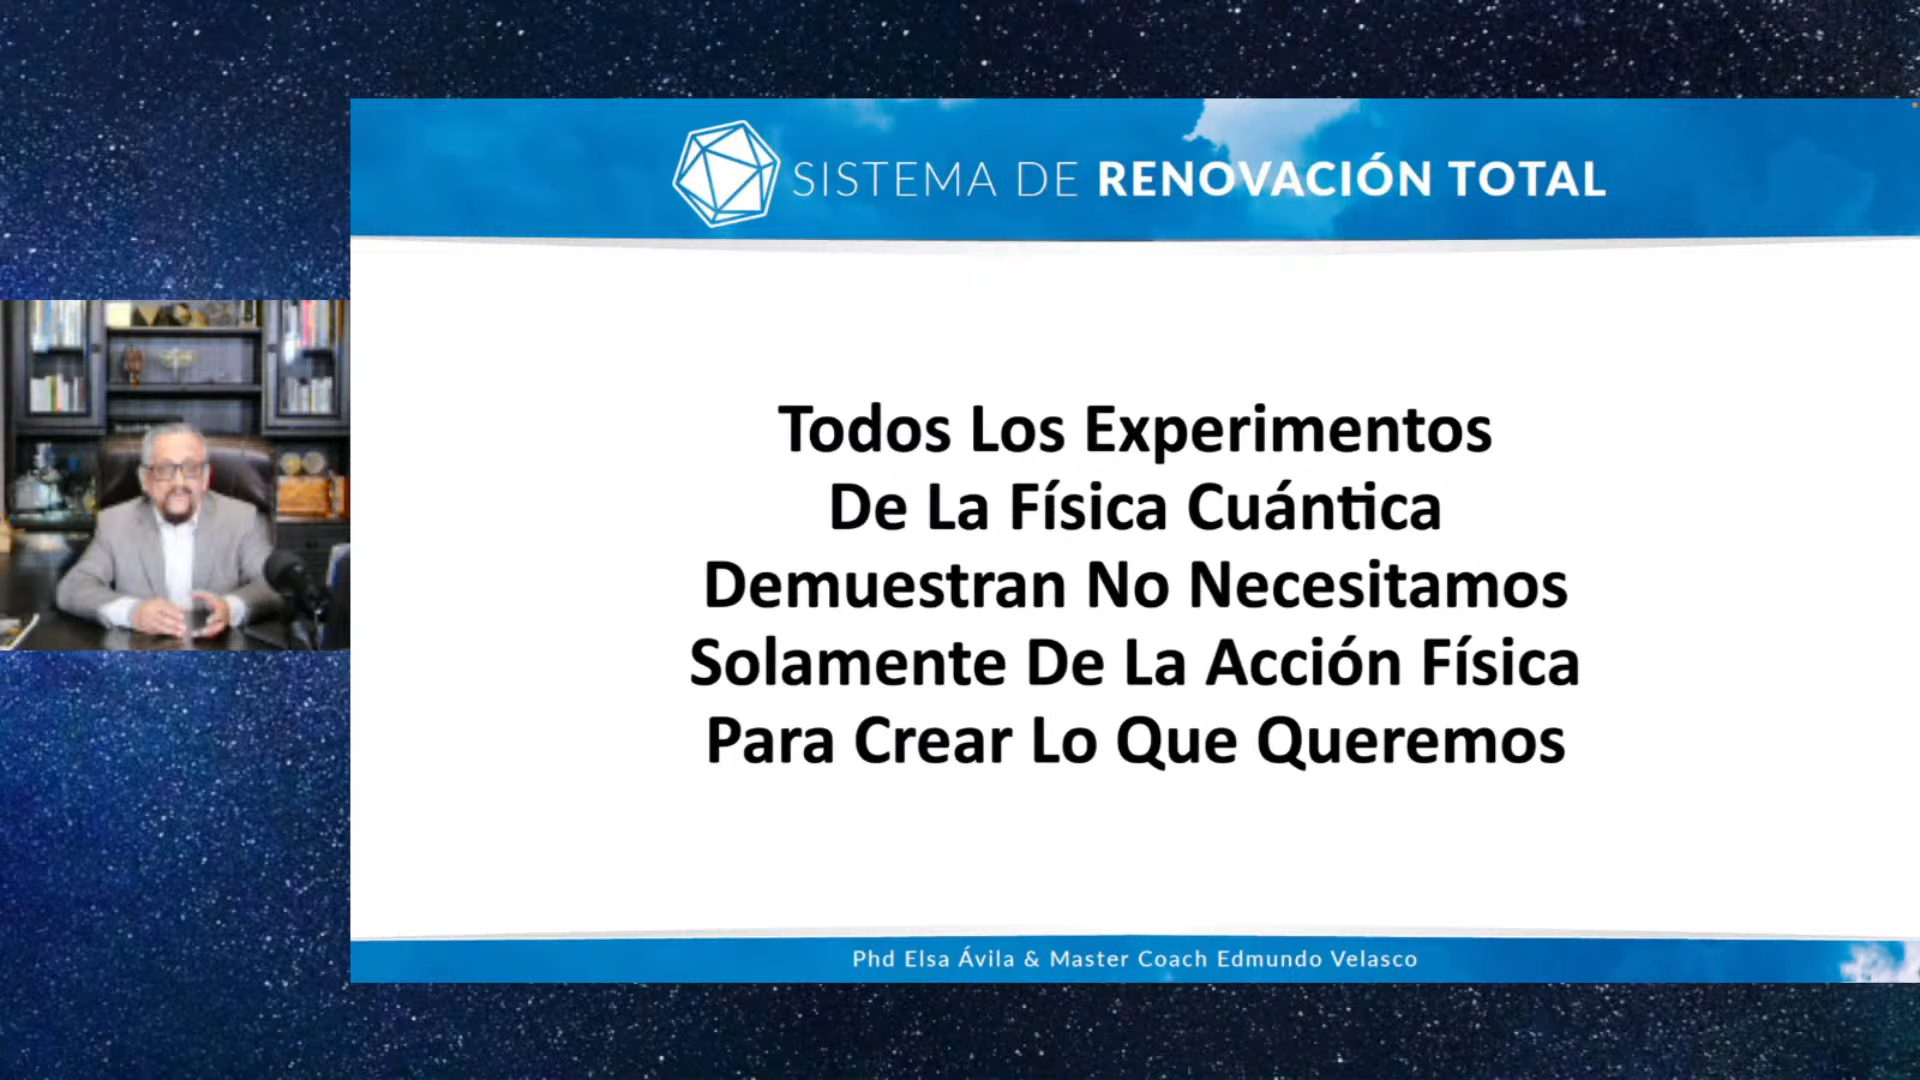 SISTEMA DE RENOVACIÓN TOTAL
Todos Los Experimentos
De La Física Cuántica
Demuestran No Necesitamos
Solamente De La Acción Física
Para Crear Lo Que Queremos
Phd Elsa Ávila & Master Coach Edmundo Velasco